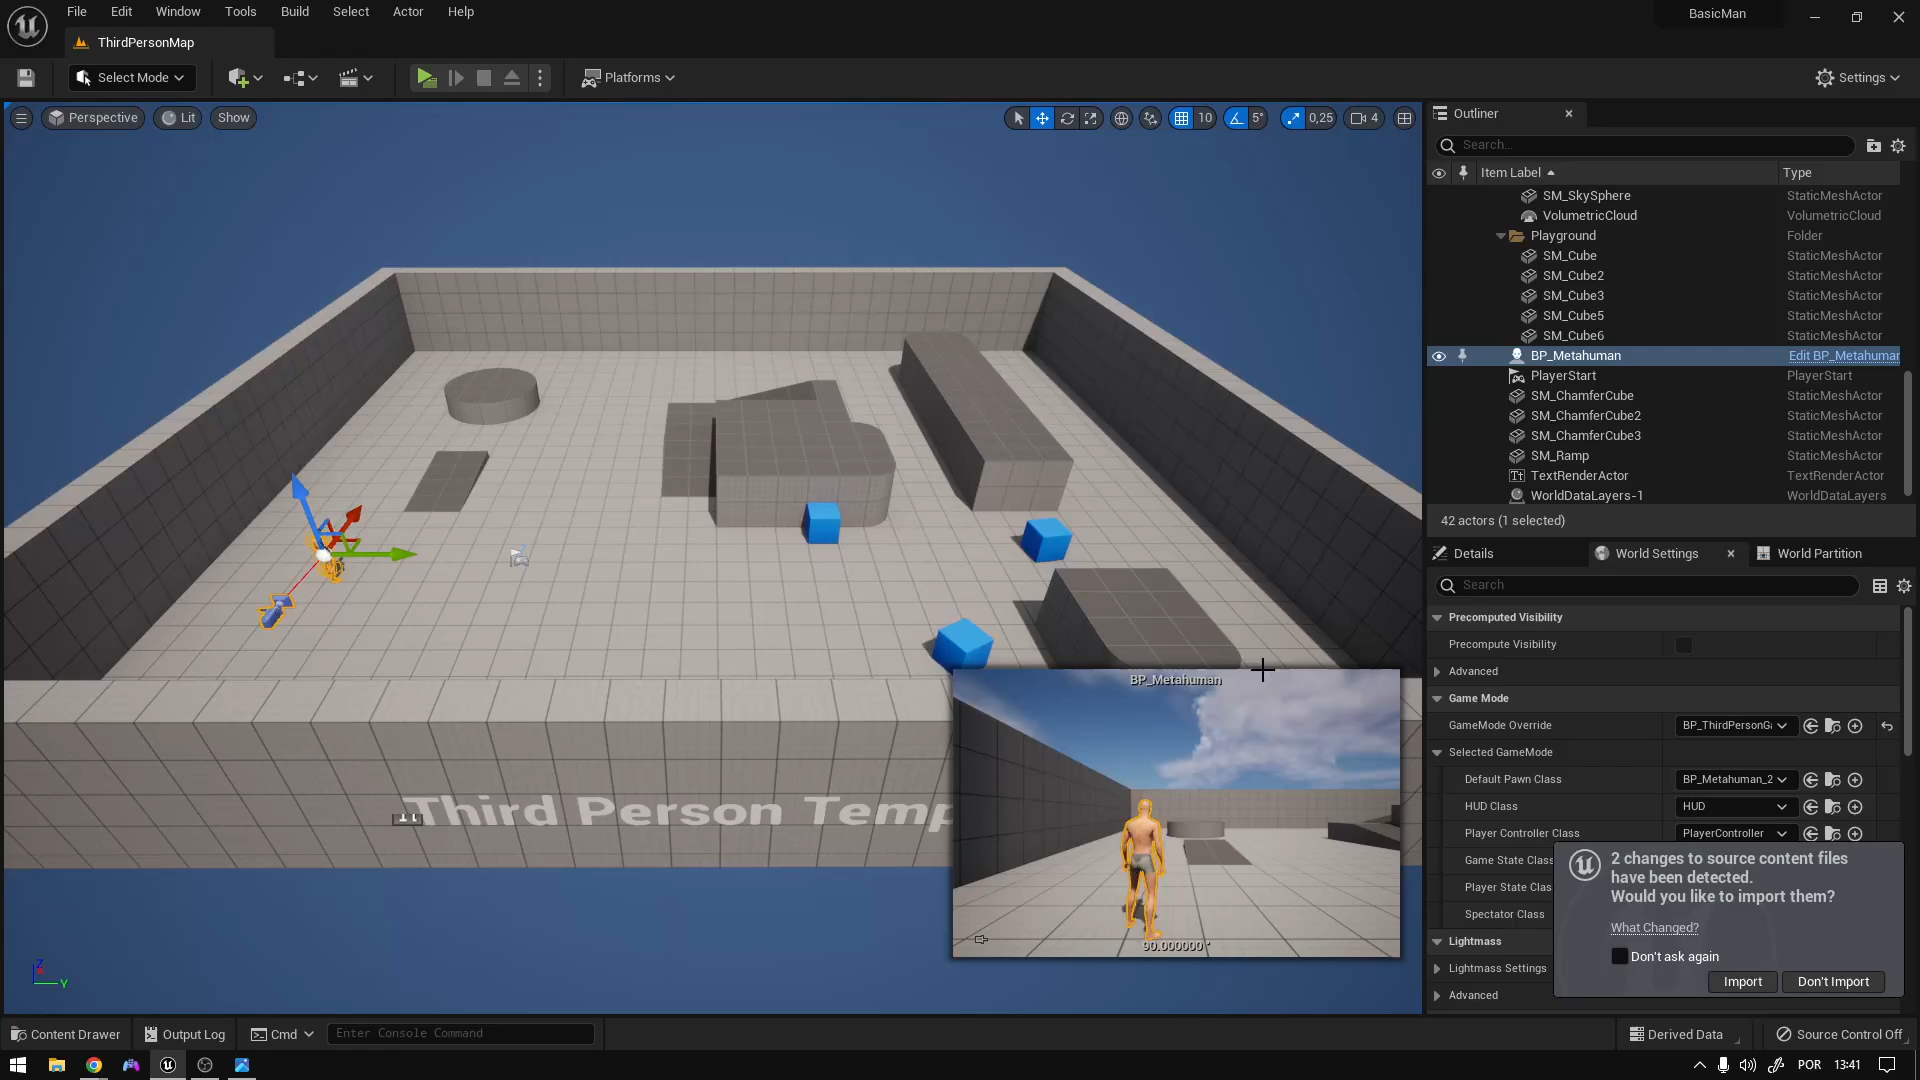 File Edit Window Tools Build Select Actor Help
BasicMan
ThirdPersonMap
Select Mode
Platforms
Settings
Perspective Lit Show
10 5° 0,25 4
Outliner
Search...
Item Label Type
SM_SkySphere StaticMeshActor
VolumetricCloud VolumetricCloud
Playground Folder
SM_Cube StaticMeshActor
SM_Cube2 StaticMeshActor
SM_Cube3 StaticMeshActor
SM_Cube5 StaticMeshActor
SM_Cube6 StaticMeshActor
BP_Metahuman Edit BP_Metahuman
PlayerStart PlayerStart
SM_ChamferCube StaticMeshActor
SM_ChamferCube2 StaticMeshActor
SM_ChamferCube3 StaticMeshActor
SM_Ramp StaticMeshActor
TextRenderActor TextRenderActor
WorldDataLayers-1 WorldDataLayers
42 actors (1 selected)
Details World Settings World Partition
Search
Precomputed Visibility
Precompute Visibility
Advanced
Game Mode
GameMode Override BP_ThirdPersonGa
Selected GameMode
Default Pawn Class BP_Metahuman_2
HUD Class HUD
Player Controller Class PlayerController
Game State Class
Player State Clas
Spectator Class
Lightmass
Lightmass Settings
Advanced
2 changes to source content files
have been detected.
Would you like to import them?
What Changed?
Don't ask again
Import Don't Import
BP_Metahuman
90.000000 °
Third Person Temp
Z
Y
Content Drawer Output Log Cmd Enter Console Command
Derived Data Source Control Off
POR 13:41